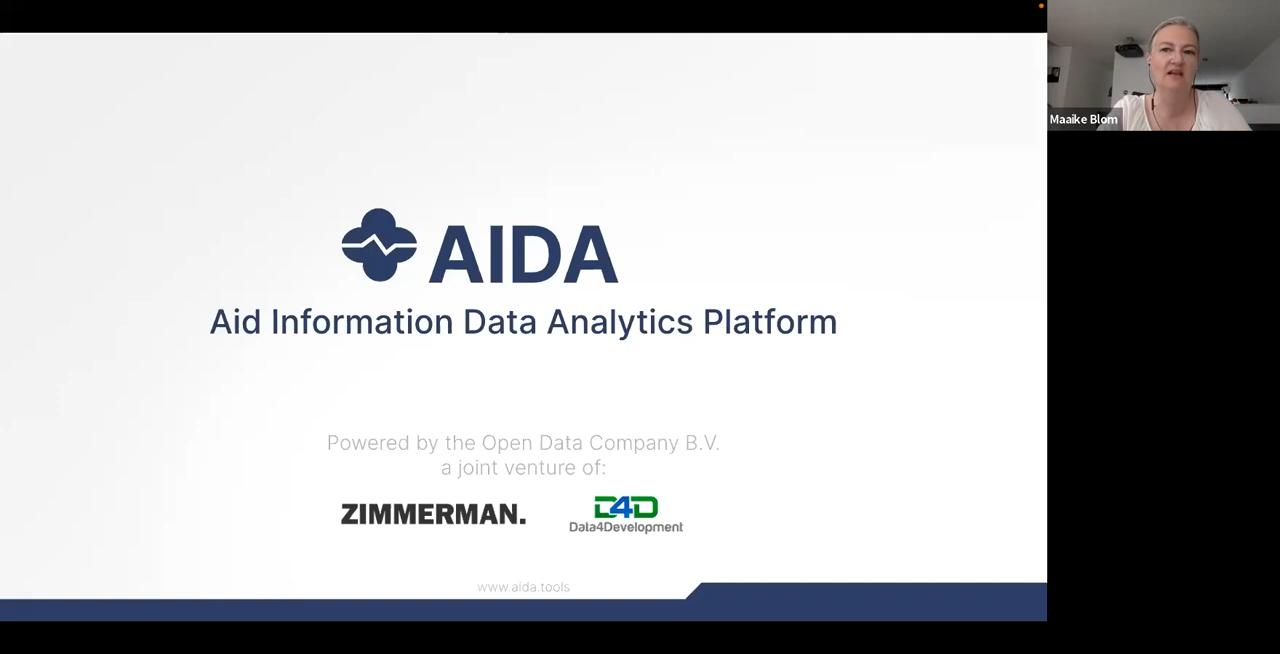 AIDA
Aid Information Data Analytics Platform
Powered by the Open Data Company B.V.
a joint venture of:
ZIMMERMAN.
D4D
Data4Development
www.aida.tools
Maaike Blom